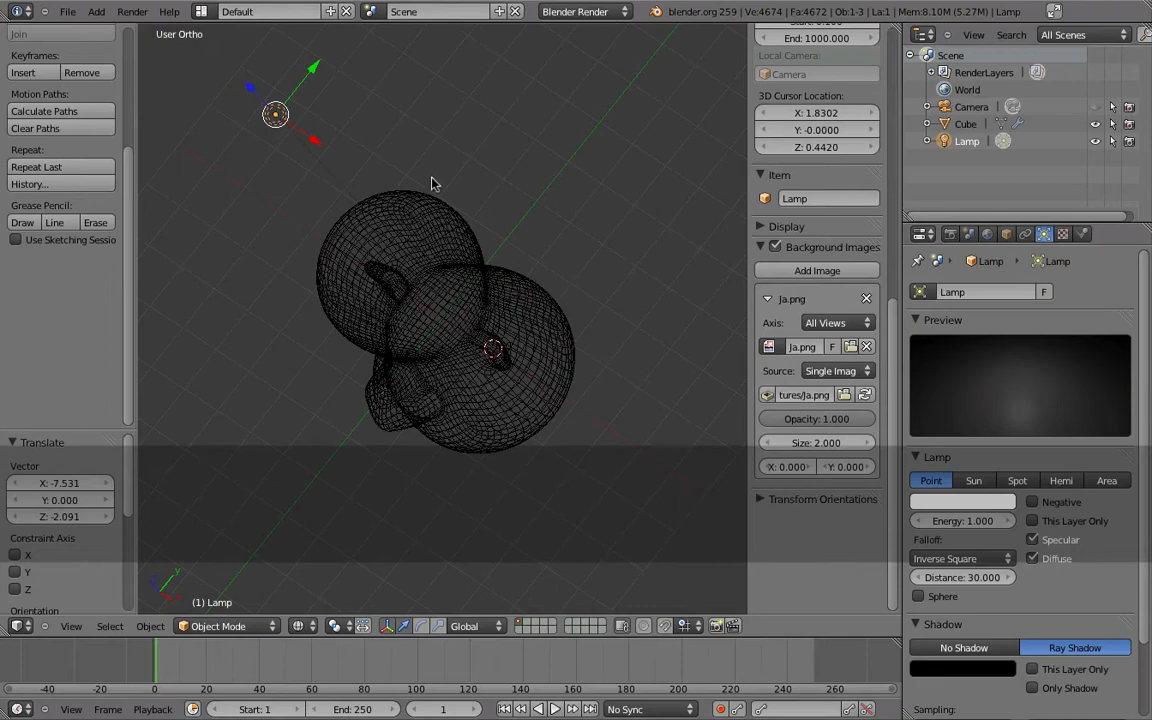 File Add Render Help Default Scene Blender Render blender.org 259 | Ve:4674 | Fa:4672 | Ob:1-3 | La:1 | Mem:8.10M (5.27M) | Lamp
Join
Keyframes:
Insert Remove
Motion Paths:
Calculate Paths
Clear Paths
Repeat:
Repeat Last
History...
Grease Pencil:
Draw Line Erase
Use Sketching Sessio
Translate
Vector
X: -7.531
Y: 0.000
Z: -2.091
Constraint Axis
X
Y
Z
Orientation
User Ortho
y
(1) Lamp
View Select Object Object Mode Global
End: 1000.000
Local Camera:
Camera
3D Cursor Location:
X: 1.8302
Y: -0.0000
Z: 0.4420
Item
Lamp
Display
Background Images
Add Image
Ja.png
Axis: All Views
Ja.png F
Source: Single Imag
tures/Ja.png
Opacity: 1.000
Size: 2.000
X: 0.000 Y: 0.000
Transform Orientations
View Search All Scenes
Scene
RenderLayers
World
Camera
Cube
Lamp
Lamp Lamp
Lamp F
Preview
Lamp
Point Sun Spot Hemi Area
Negative
Energy: 1.000 This Layer Only
Falloff: Specular
Inverse Square Diffuse
Distance: 30.000
Sphere
Shadow
No Shadow Ray Shadow
This Layer Only
Only Shadow
Sampling:
-40 -20 0 20 40 60 80 100 120 140 160 180 200 220 240 260
View Frame Playback Start: 1 End: 250 1 No Sync